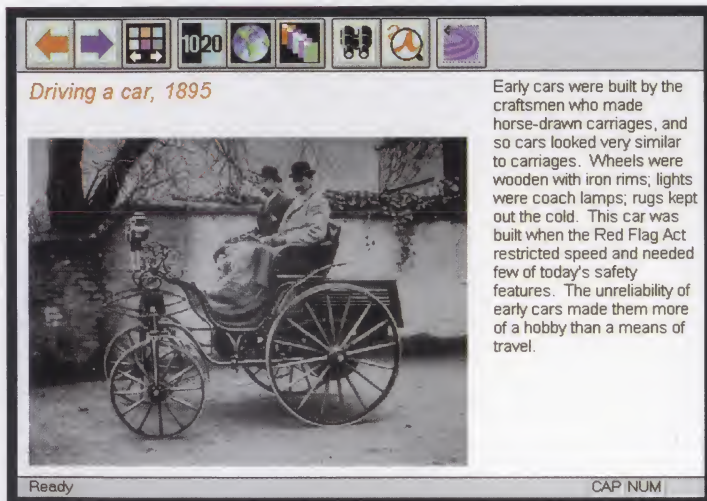 1020
Driving a car, 1895
Early cars were built by the
craftsmen who made
horse-drawn carriages, and
so cars looked very similar
to carriages. Wheels were
wooden with iron rims; lights
were coach lamps; rugs kept
out the cold. This car was
built when the Red Flag Act
restricted speed and needed
few of today's safety
features. The unreliability of
early cars made them more
of a hobby than a means of
travel.
Ready
CAP NUM